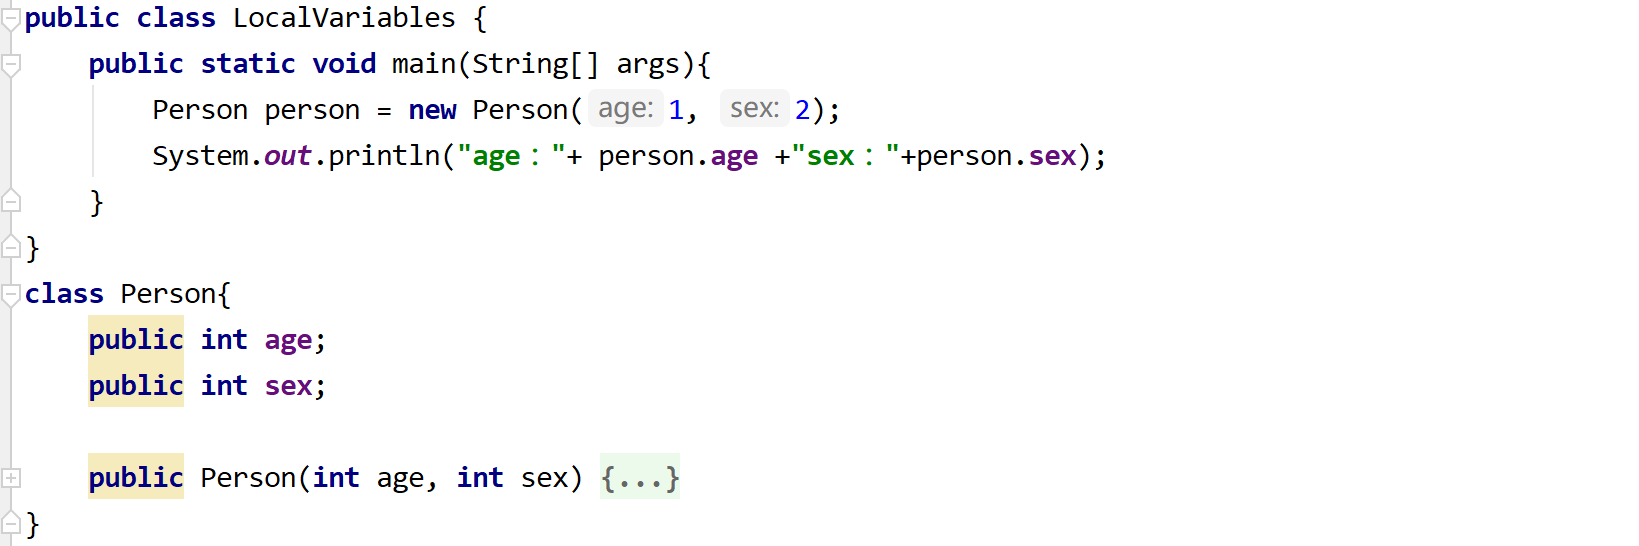 public class LocalVariables {
    public static void main(String[] args){
        Person person = new Person( age: 1, sex: 2);
        System.out.println("age："+ person.age +"sex："+person.sex);
    }
}
class Person{
    public int age;
    public int sex;

    public Person(int age, int sex) {...}
}